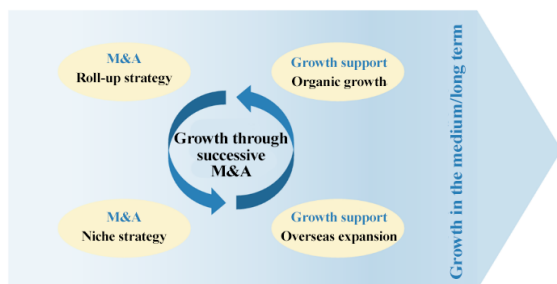 M&A
Roll-up strategy
Growth support
Organic growth
Growth through
successive
M&A
M&A
Niche strategy
Growth support
Overseas expansion
Growth in the medium/long term